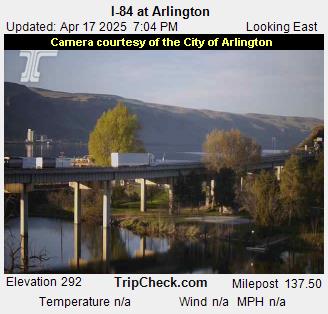 I-84 at Arlington
Updated: Apr 17 2025 7:04 PM Looking East
Camera courtesy of the City of Arlington
Elevation 292 TripCheck.com Milepost 137.50
Temperature n/a Wind n/a MPH n/a